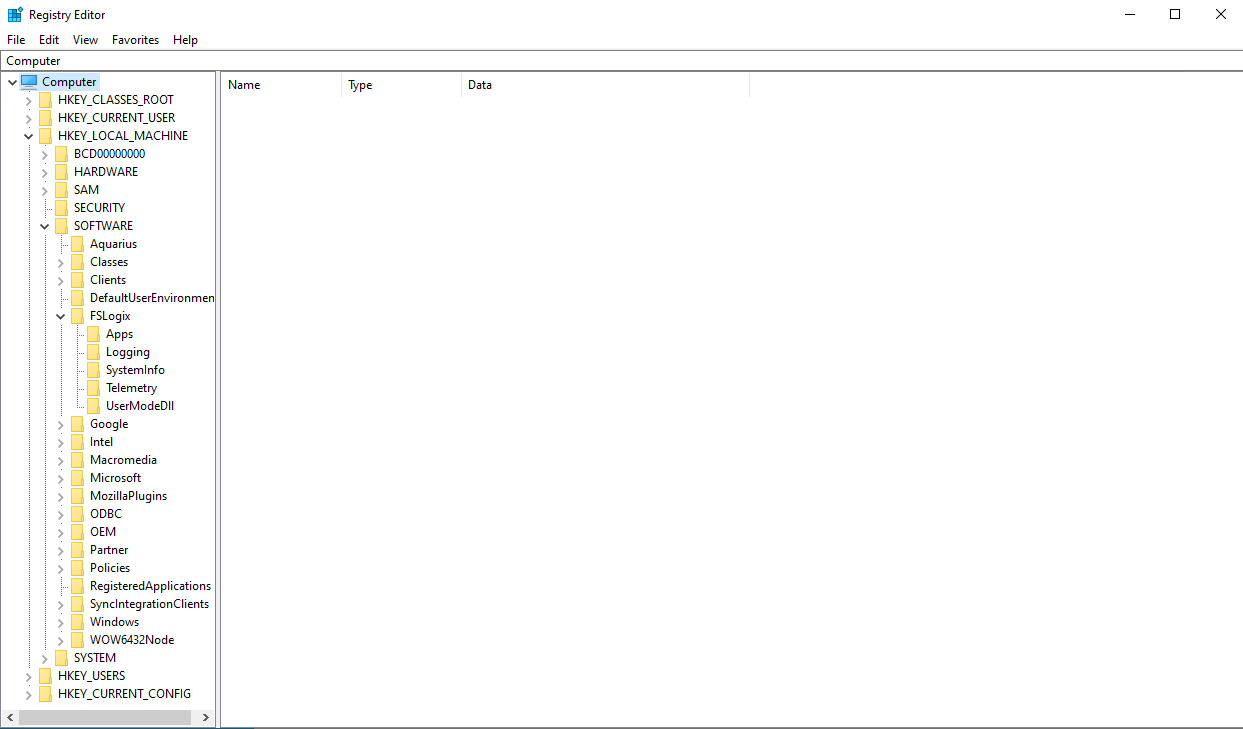 Registry Editor
File Edit View Favorites Help
Computer
Name Type Data
Computer
HKEY_CLASSES_ROOT
HKEY_CURRENT_USER
HKEY_LOCAL_MACHINE
BCD00000000
HARDWARE
SAM
SECURITY
SOFTWARE
Aquarius
Classes
Clients
DefaultUserEnvironmen
FSLogix
Apps
Logging
SystemInfo
Telemetry
UserModeDll
Google
Intel
Macromedia
Microsoft
MozillaPlugins
ODBC
OEM
Partner
Policies
RegisteredApplications
SyncIntegrationClients
Windows
WOW6432Node
SYSTEM
HKEY_USERS
HKEY_CURRENT_CONFIG